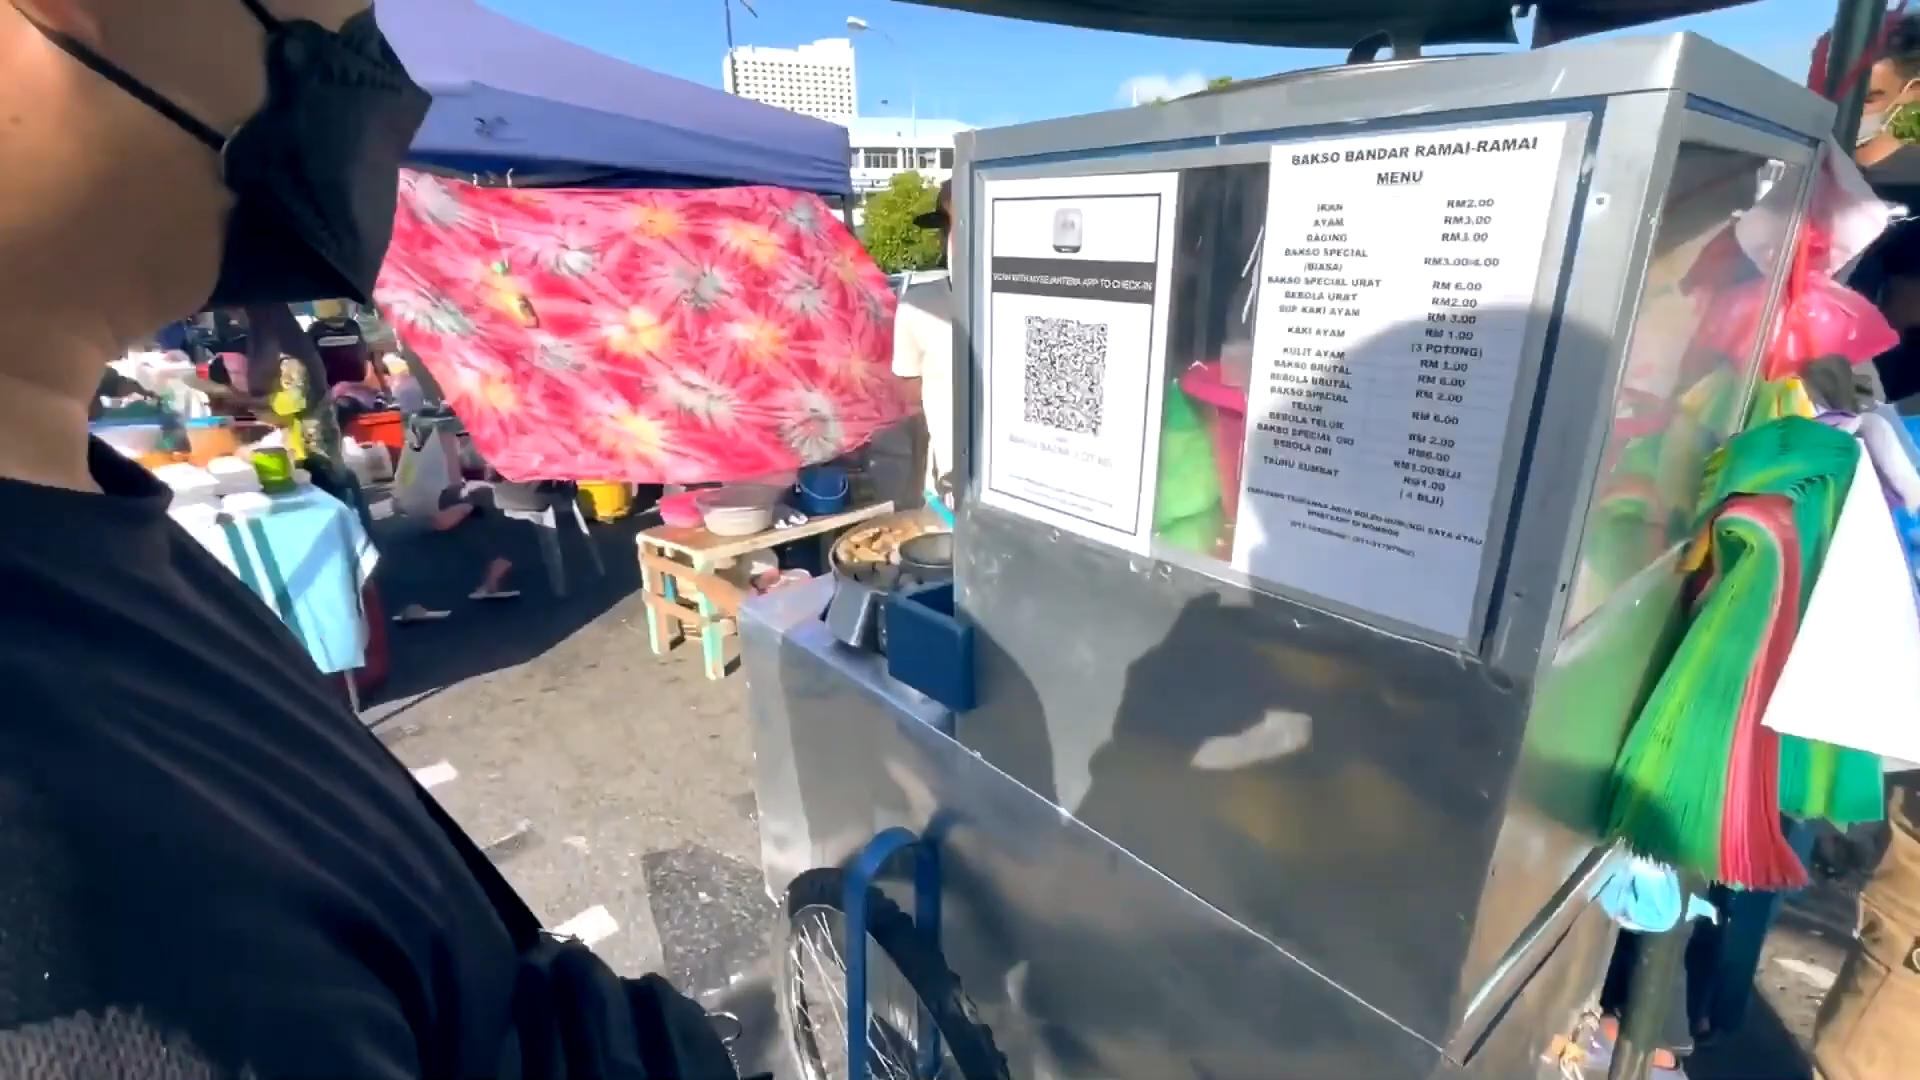 SCAN WITH MYSEJAHTERA APP TO CHECK-IN
BAKSO BANDAR RAMAI-RAMAI
MENU
IKAN RM2.00
AYAM RM3.00
DAGING RM3.00
BAKSO SPECIAL RM3.00/4.00
(BIASA)
BAKSO SPECIAL URAT RM 6.00
BEBOLA URAT RM2.00
SUP KAKI AYAM RM 3.00
KAKI AYAM RM 1.00
(3 POTONG)
KULIT AYAM RM 1.00
BAKSO BRUTAL RM 6.00
BEBOLA BRUTAL RM 2.00
BAKSO SPECIAL
TELUR RM 6.00
BEBOLA TELUR RM 2.00
BAKSO SPECIAL ORI RM6.00
BEBOLA ORI RM1.00/BIJI
TAUHU SUMBAT RM1.00
(4 BIJI)